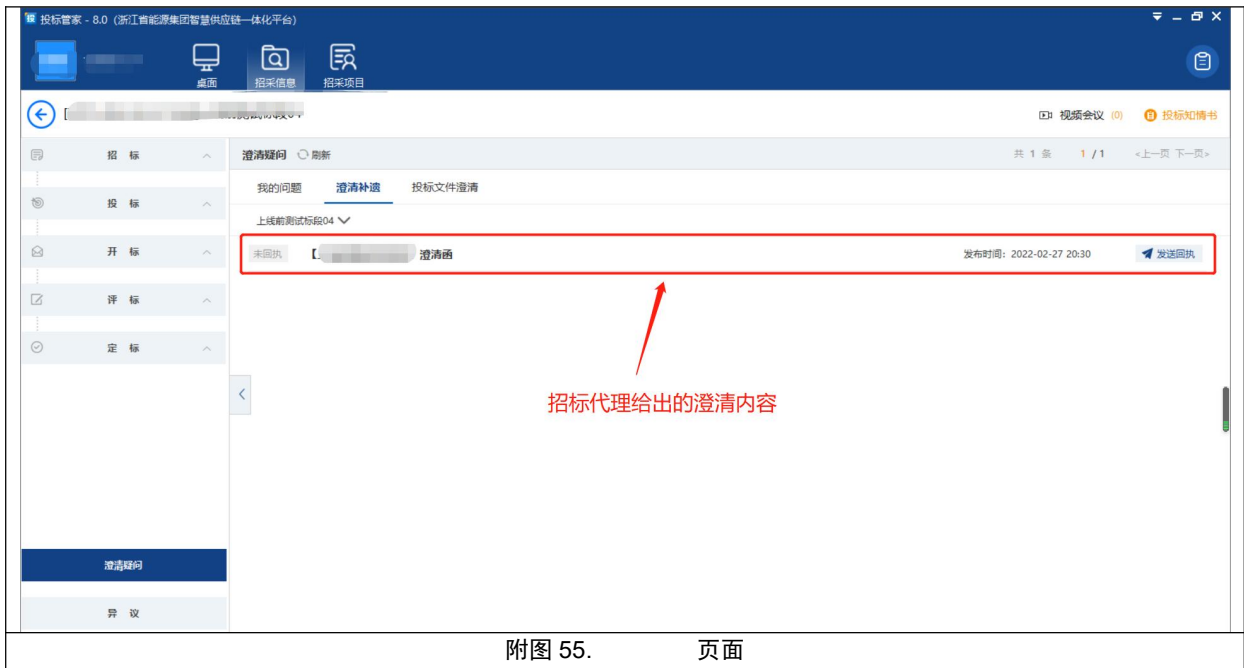 投标管家 - 8.0 (浙江省能源集团智慧供应链一体化平台)
桌面 招采信息 招采项目
视频会议 (0) 投标知情书
招 标 澄清疑问 刷新 共 1 条 1 / 1 <上一页 下一页>
我的问题 澄清补遗 投标文件澄清
投 标
上线前测试标段04
开 标 未回执 【 澄清函 发布时间: 2022-02-27 20:30 发送回执
评 标
定 标
招标代理给出的澄清内容
澄清疑问
异 议
附图 55. 页面